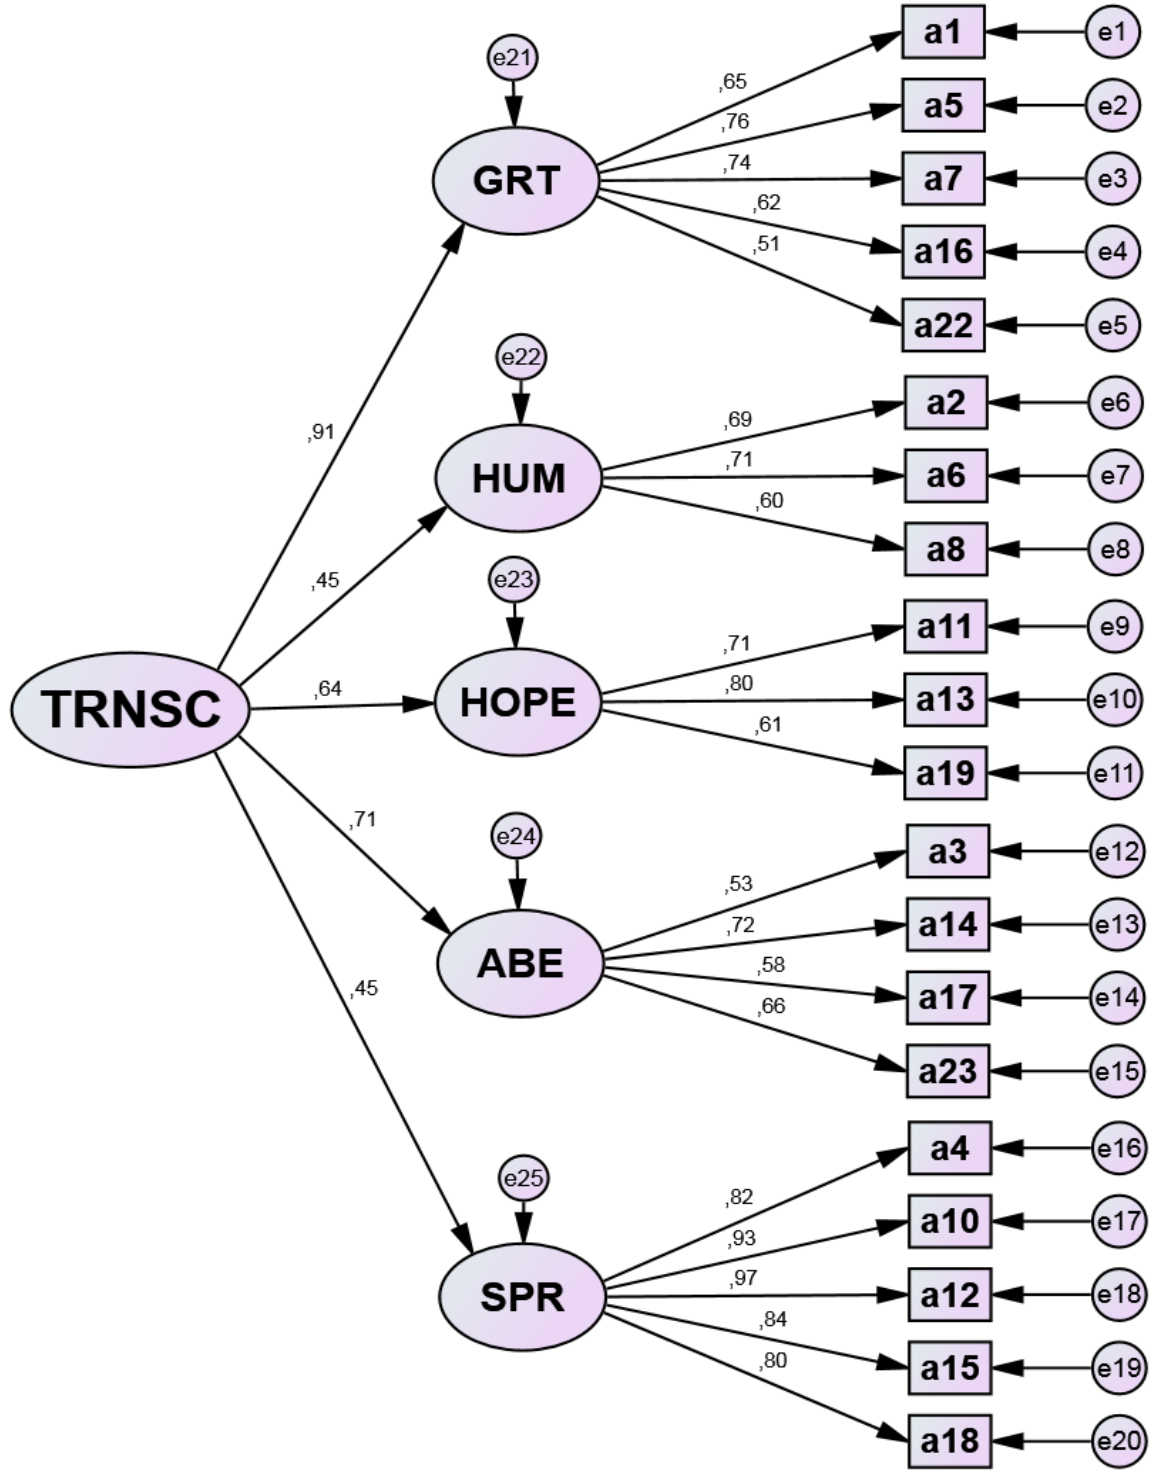 a1
e1
e21
,65
a5
e2
,76
GRT
,74
a7
e3
,62
a16
e4
,51
a22
e5
e22
a2
e6
,69
,91
HUM
,71
a6
e7
,60
a8
e8
,45
e23
a11
e9
,71
TRNSC
,64
HOPE
,80
a13
e10
,61
a19
e11
,71
e24
a3
e12
,53
,72
a14
e13
ABE
,58
a17
e14
,45
,66
a23
e15
a4
e16
e25
,82
a10
e17
,93
SPR
,97
a12
e18
,84
a15
e19
,80
a18
e20